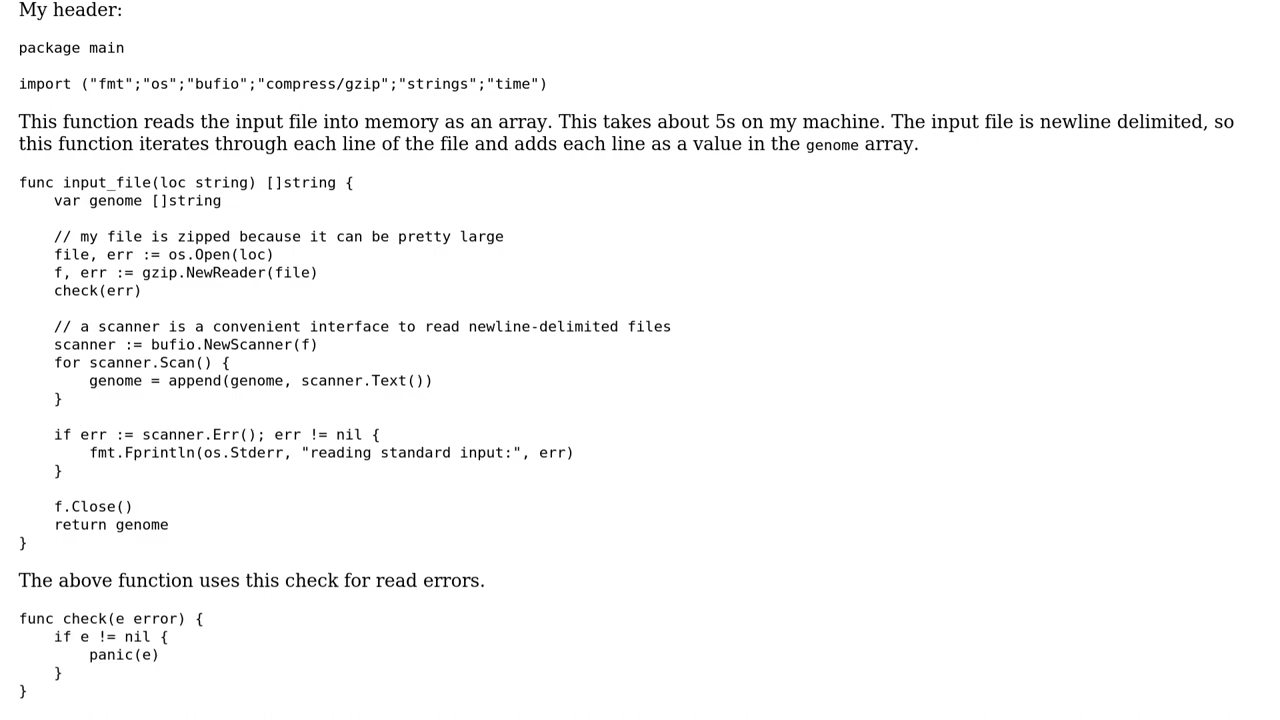 My header:
package main
import ("fmt";"os";"bufio";"compress/gzip";"strings";"time")
This function reads the input file into memory as an array. This takes about 5s on my machine. The input file is newline delimited, so
this function iterates through each line of the file and adds each line as a value in the genome array.
func input_file(loc string) []string {
    var genome []string
    // my file is zipped because it can be pretty large
    file, err := os.Open(loc)
    f, err := gzip.NewReader(file)
    check(err)
    // a scanner is a convenient interface to read newline-delimited files
    scanner := bufio.NewScanner(f)
    for scanner.Scan() {
        genome = append(genome, scanner.Text())
    }
    if err := scanner.Err(); err != nil {
        fmt.Fprintln(os.Stderr, "reading standard input:", err)
    }
    f.Close()
    return genome
}
The above function uses this check for read errors.
func check(e error) {
    if e != nil {
        panic(e)
    }
}